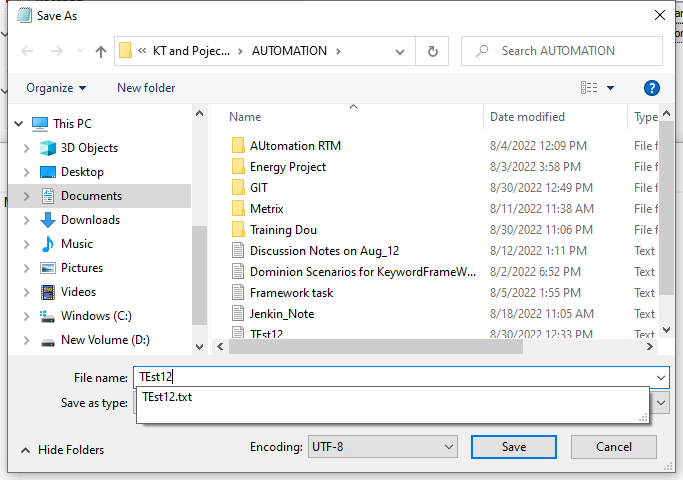 Save As
« KT and Pojec... > AUTOMATION >
Search AUTOMATION
Organize
New folder
Name
Date modified
Type
This PC
3D Objects
Desktop
Documents
Downloads
Music
Pictures
Videos
Windows (C:)
New Volume (D:)
AUtomation RTM 8/4/2022 12:09 PM File f
Energy Project 8/3/2022 3:58 PM File f
GIT 8/30/2022 12:49 PM File f
Metrix 8/11/2022 11:38 AM File f
Training Dou 8/30/2022 11:06 PM File f
Discussion Notes on Aug_12 8/12/2022 1:11 PM Text
Dominion Scenarios for KeywordFrameW... 8/2/2022 6:52 PM Text
Framework task 8/5/2022 1:55 PM Text
Jenkin_Note 8/18/2022 11:05 AM Text
TEst12 8/30/2022 12:33 PM Text
File name: TEst12
TEst12.txt
Save as type:
Hide Folders
Encoding: UTF-8
Save
Cancel